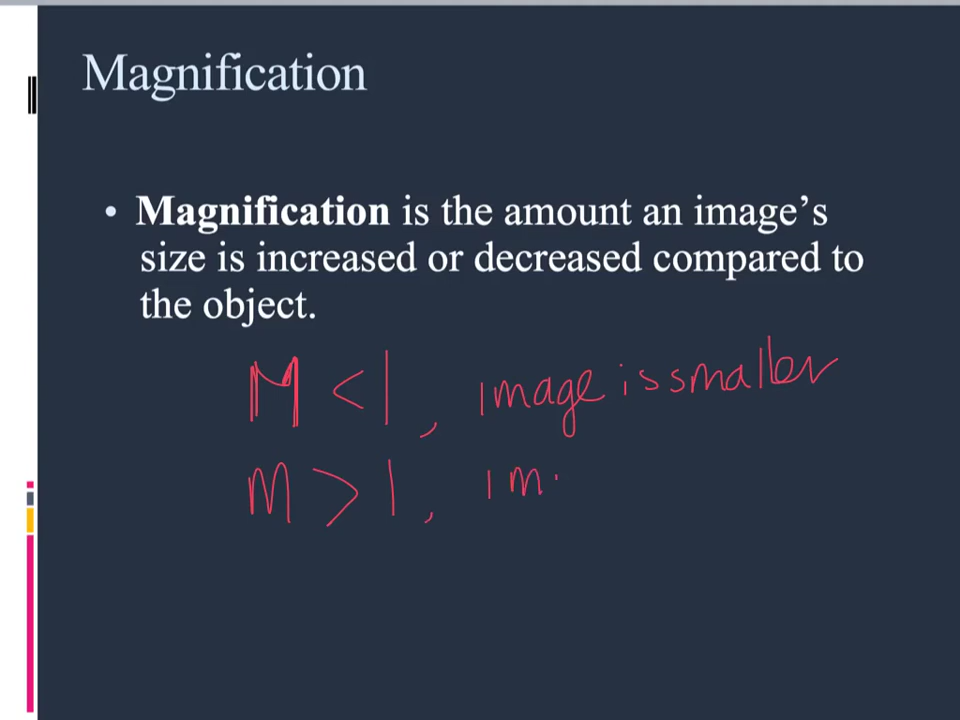 Magnification
• Magnification is the amount an image's
size is increased or decreased compared to
the object.
M < 1, image is smaller
M > 1, im